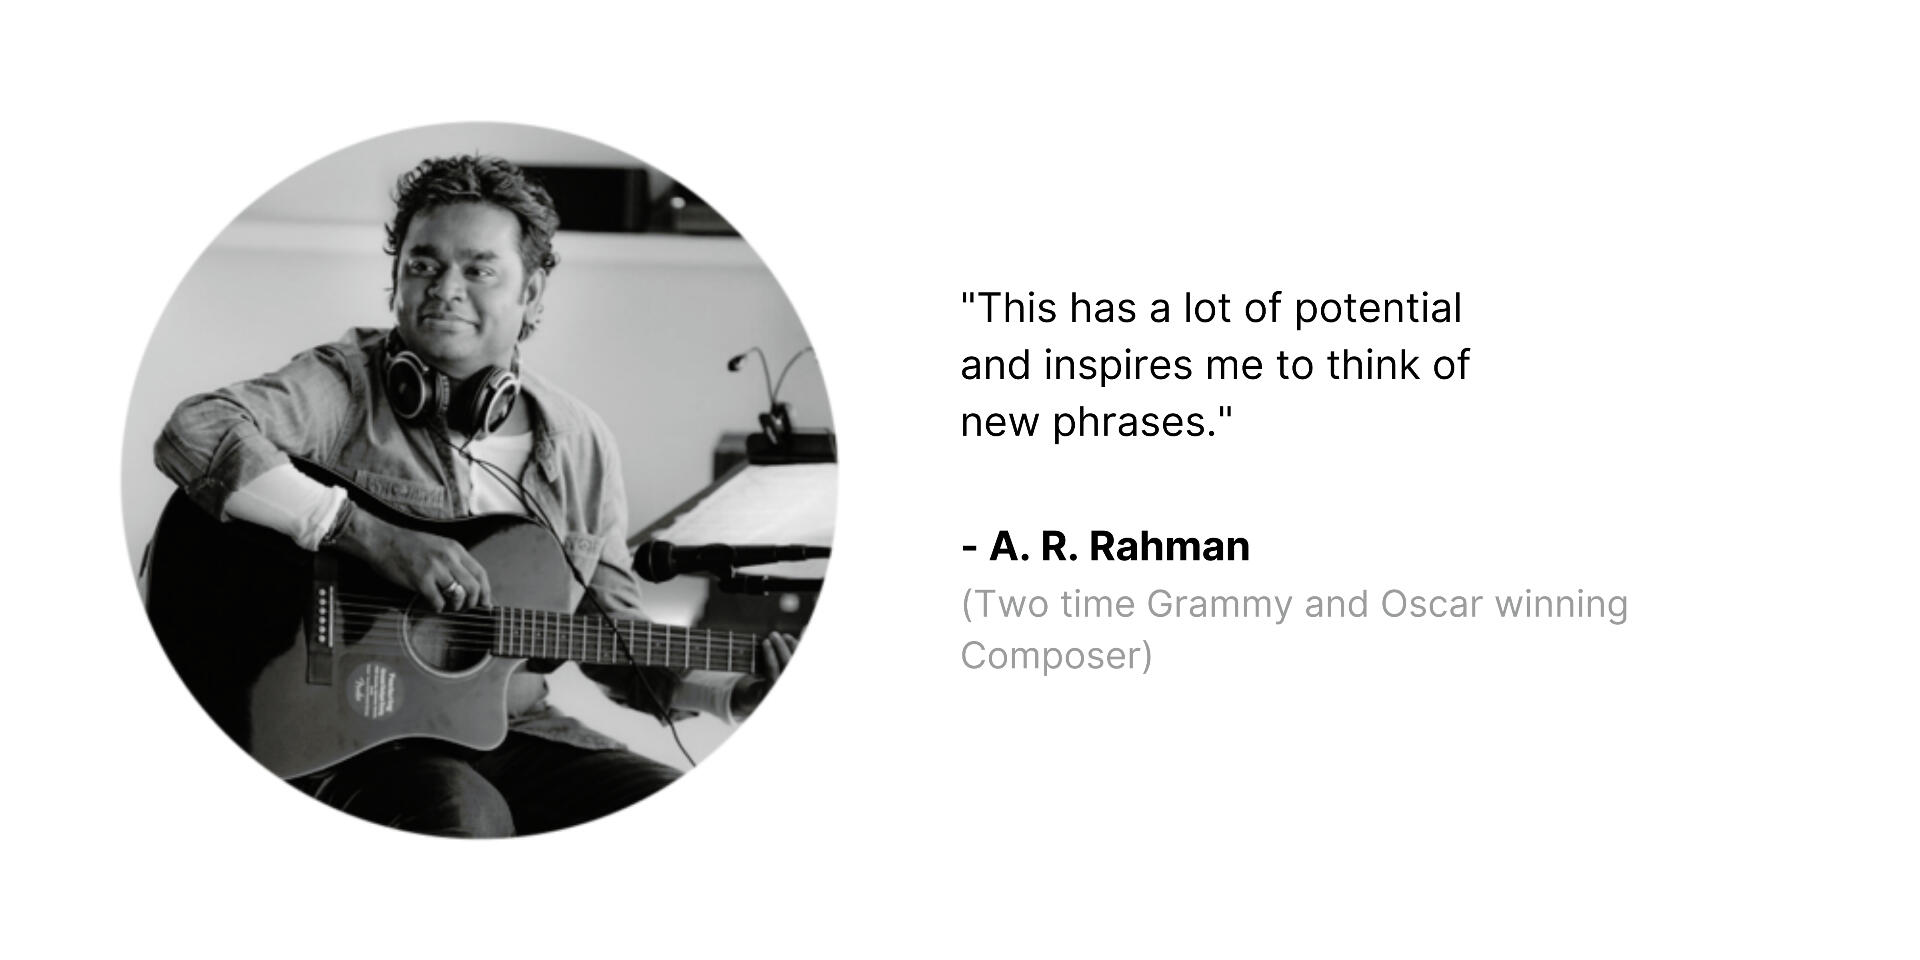 "This has a lot of potential
and inspires me to think of
new phrases."
- A. R. Rahman
(Two time Grammy and Oscar winning
Composer)